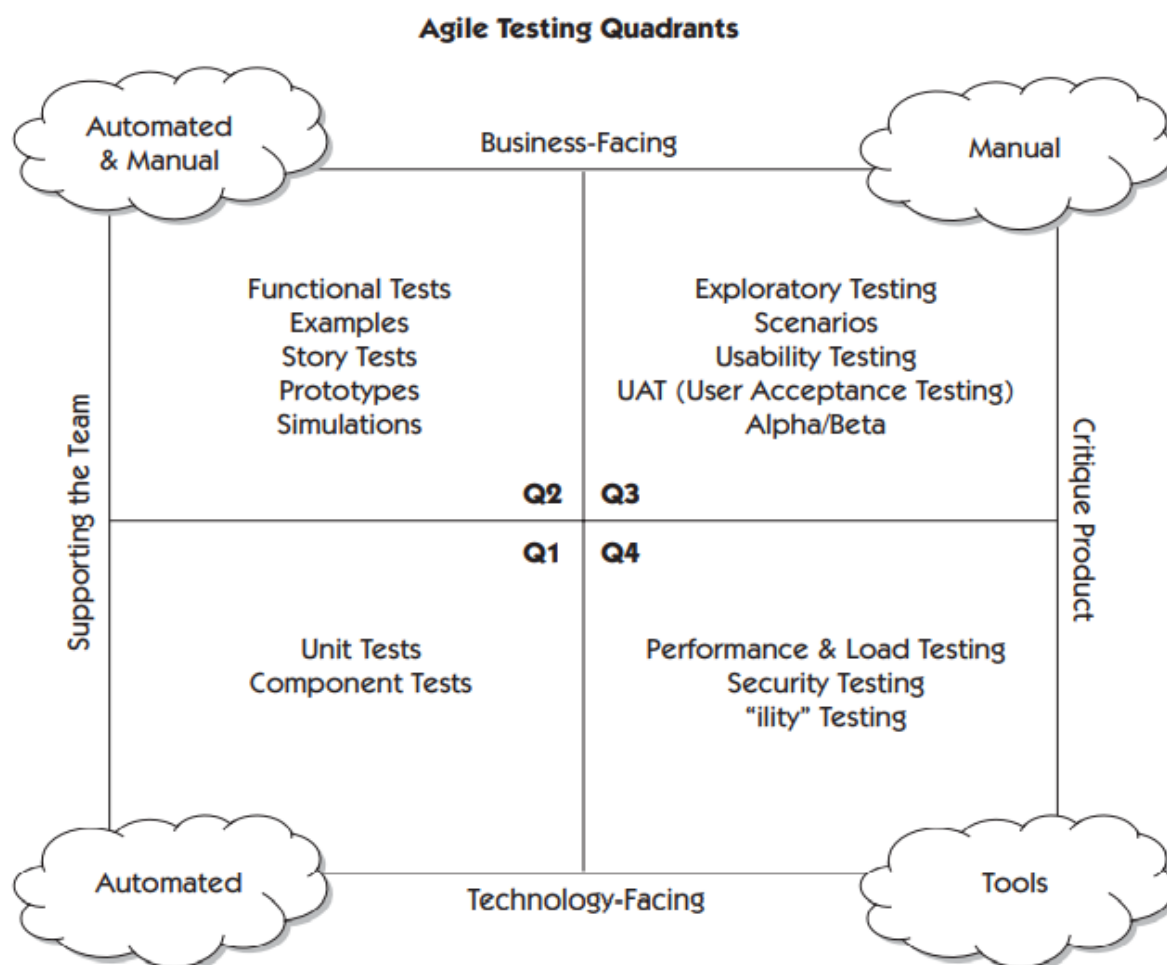 Agile Testing Quadrants
Automated
& Manual
Business-Facing
Manual
Functional Tests
Examples
Story Tests
Prototypes
Simulations
Exploratory Testing
Scenarios
Usability Testing
UAT (User Acceptance Testing)
Alpha/Beta
Supporting the Team
Critique Product
Q2
Q3
Q1
Q4
Unit Tests
Component Tests
Performance & Load Testing
Security Testing
“ility” Testing
Automated
Technology-Facing
Tools